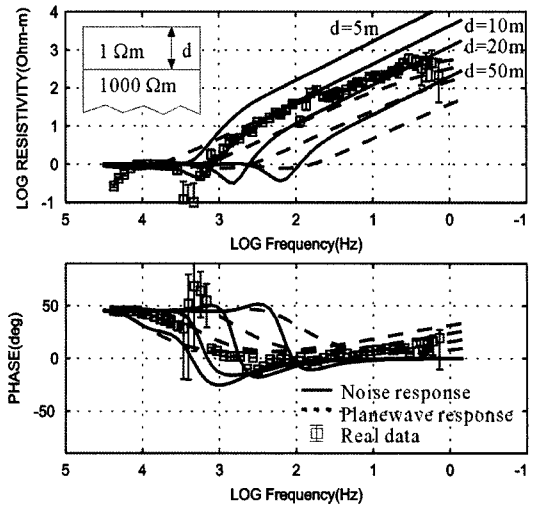 LOG RESISTIVITY(Ohm-m)
4
3
2
1
0
-1
1 Ωm
d
1000 Ωm
d=5m
d=10m
d=20m
d=50m
5
4
3
2
1
0
-1
LOG Frequency(Hz)
PHASE(deg)
50
0
-50
Noise response
Planewave response
Real data
5
4
3
2
1
0
-1
LOG Frequency(Hz)